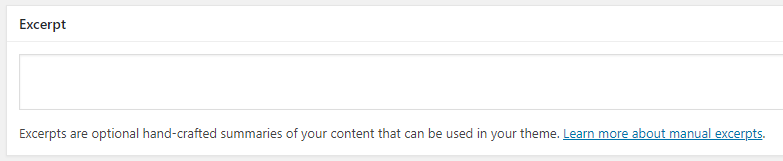 Excerpt
Excerpts are optional hand-crafted summaries of your content that can be used in your theme. Learn more about manual excerpts.